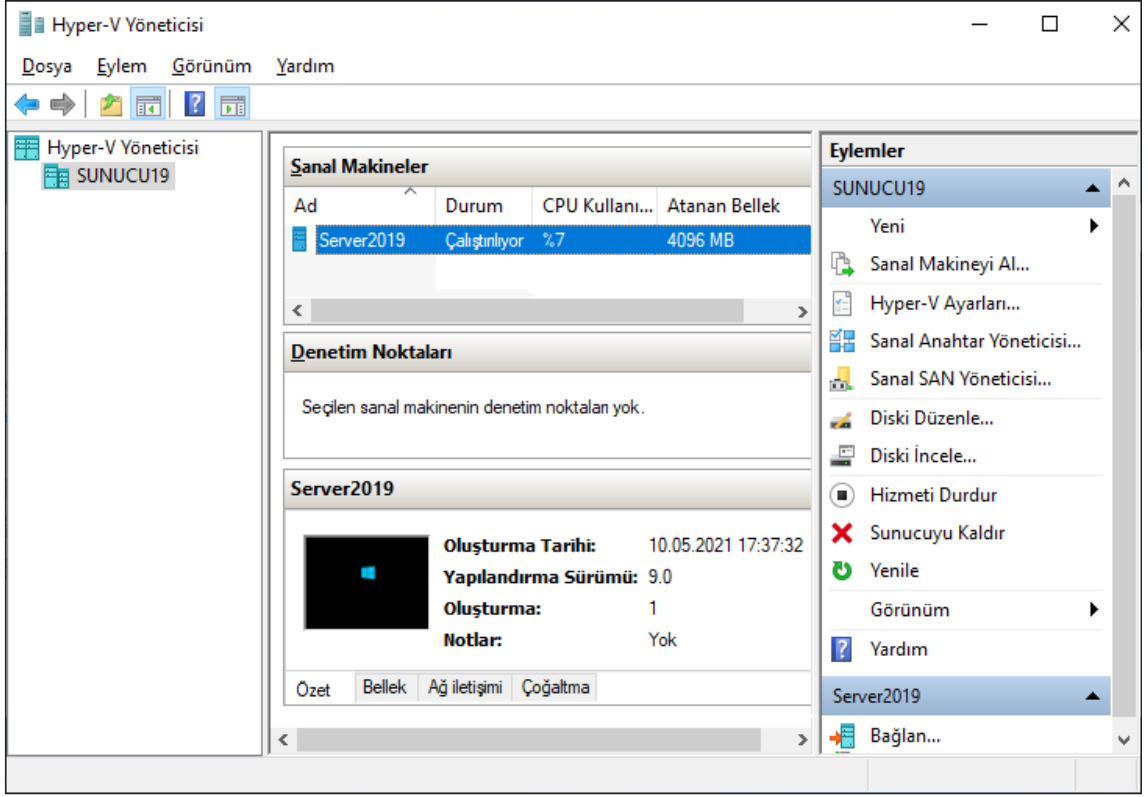 Hyper-V Yöneticisi
Dosya Eylem Görünüm Yardım
Hyper-V Yöneticisi
SUNUCU19
Sanal Makineler
Ad Durum CPU Kullanı... Atanan Bellek
Server2019 Çalıştırılıyor %7 4096 MB
Denetim Noktaları
Seçilen sanal makinenin denetim noktaları yok.
Server2019
Oluşturma Tarihi: 10.05.2021 17:37:32
Yapılandırma Sürümü: 9.0
Oluşturma: 1
Notlar: Yok
Özet Bellek Ağ iletişimi Çoğaltma
Eylemler
SUNUCU19
Yeni
Sanal Makineyi Al...
Hyper-V Ayarları...
Sanal Anahtar Yöneticisi...
Sanal SAN Yöneticisi...
Diski Düzenle...
Diski İncele...
Hizmeti Durdur
Sunucuyu Kaldır
Yenile
Görünüm
Yardım
Server2019
Bağlan...